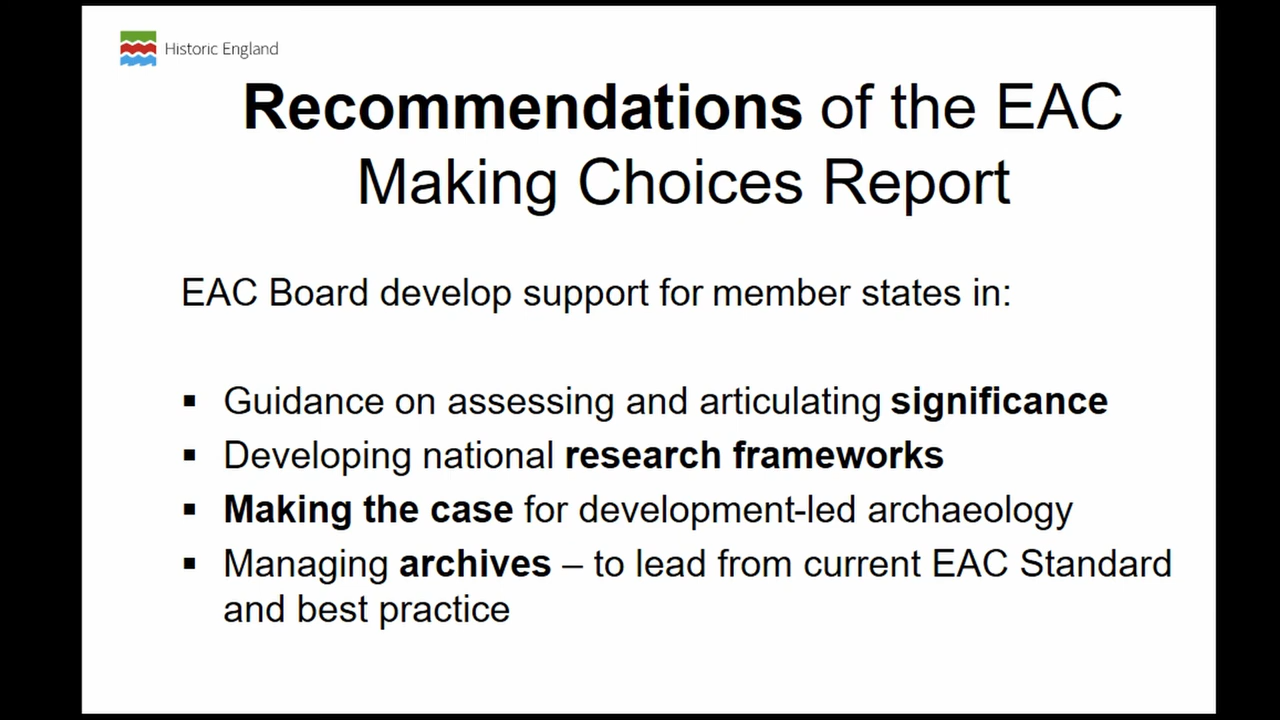 Historic England
Recommendations of the EAC
Making Choices Report
EAC Board develop support for member states in:
▪ Guidance on assessing and articulating significance
▪ Developing national research frameworks
▪ Making the case for development-led archaeology
▪ Managing archives – to lead from current EAC Standard
and best practice